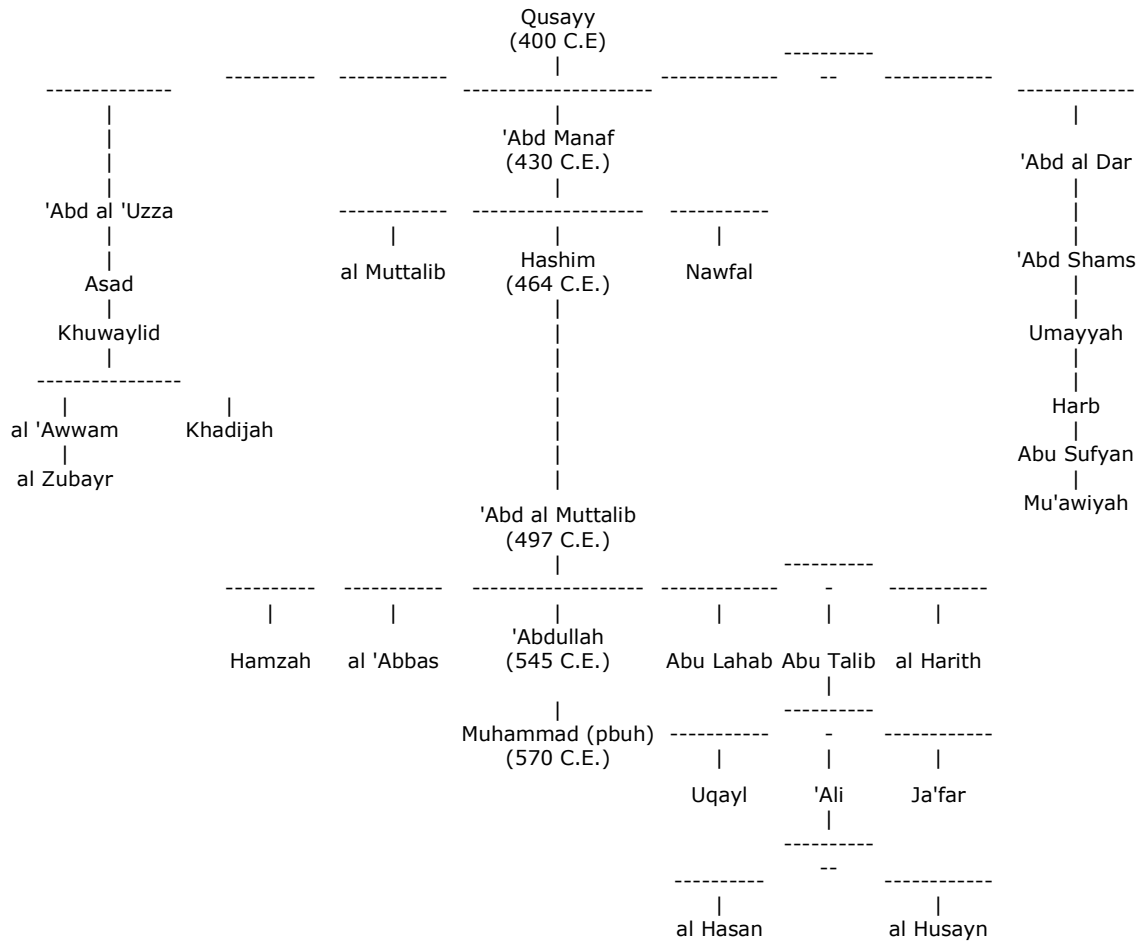 Qusayy
(400 C.E)
'Abd Manaf
(430 C.E.)
'Abd al Dar
'Abd al 'Uzza
al Muttalib
Hashim
(464 C.E.)
Nawfal
'Abd Shams
Asad
Khuwaylid
Umayyah
al 'Awwam
Khadijah
Harb
al Zubayr
Abu Sufyan
Mu'awiyah
'Abd al Muttalib
(497 C.E.)
Hamzah
al 'Abbas
'Abdullah
(545 C.E.)
Abu Lahab
Abu Talib
al Harith
Muhammad (pbuh)
(570 C.E.)
Uqayl
'Ali
Ja'far
al Hasan
al Husayn